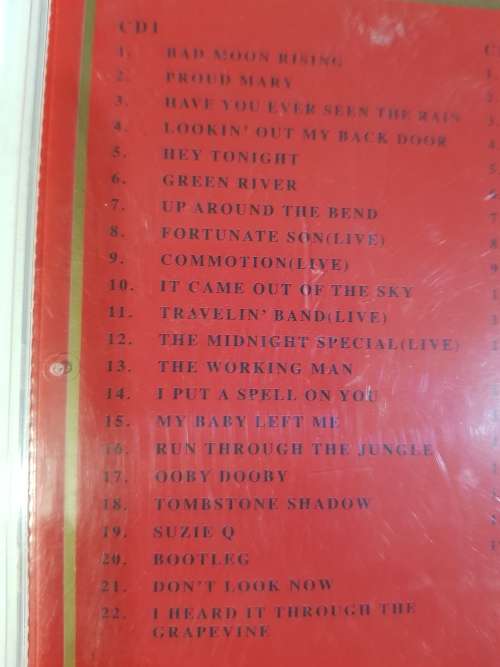 CD1
1. BAD MOON RISING
2. PROUD MARY
3. HAVE YOU EVER SEEN THE RAIN
4. LOOKIN' OUT MY BACK DOOR
5. HEY TONIGHT
6. GREEN RIVER
7. UP AROUND THE BEND
8. FORTUNATE SON(LIVE)
9. COMMOTION(LIVE)
10. IT CAME OUT OF THE SKY
11. TRAVELIN' BAND(LIVE)
12. THE MIDNIGHT SPECIAL(LIVE)
13. THE WORKING MAN
14. I PUT A SPELL ON YOU
15. MY BABY LEFT ME
16. RUN THROUGH THE JUNGLE
17. OOBY DOOBY
18. TOMBSTONE SHADOW
19. SUZIE Q
20. BOOTLEG
21. DON'T LOOK NOW
22. I HEARD IT THROUGH THE
GRAPEVINE